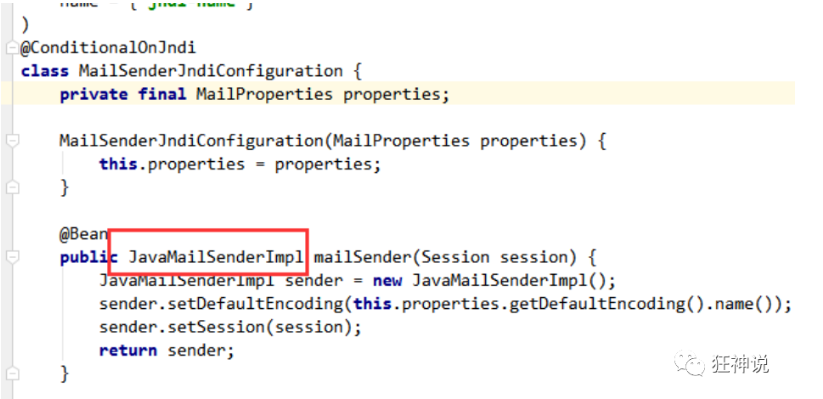 name = { "jndi-name" }
)
@ConditionalOnJndi
class MailSenderJndiConfiguration {
    private final MailProperties properties;

    MailSenderJndiConfiguration(MailProperties properties) {
        this.properties = properties;
    }

    @Bean
    public JavaMailSenderImpl mailSender(Session session) {
        JavaMailSenderImpl sender = new JavaMailSenderImpl();
        sender.setDefaultEncoding(this.properties.getDefaultEncoding().name());
        sender.setSession(session);
        return sender;
    }
狂神说